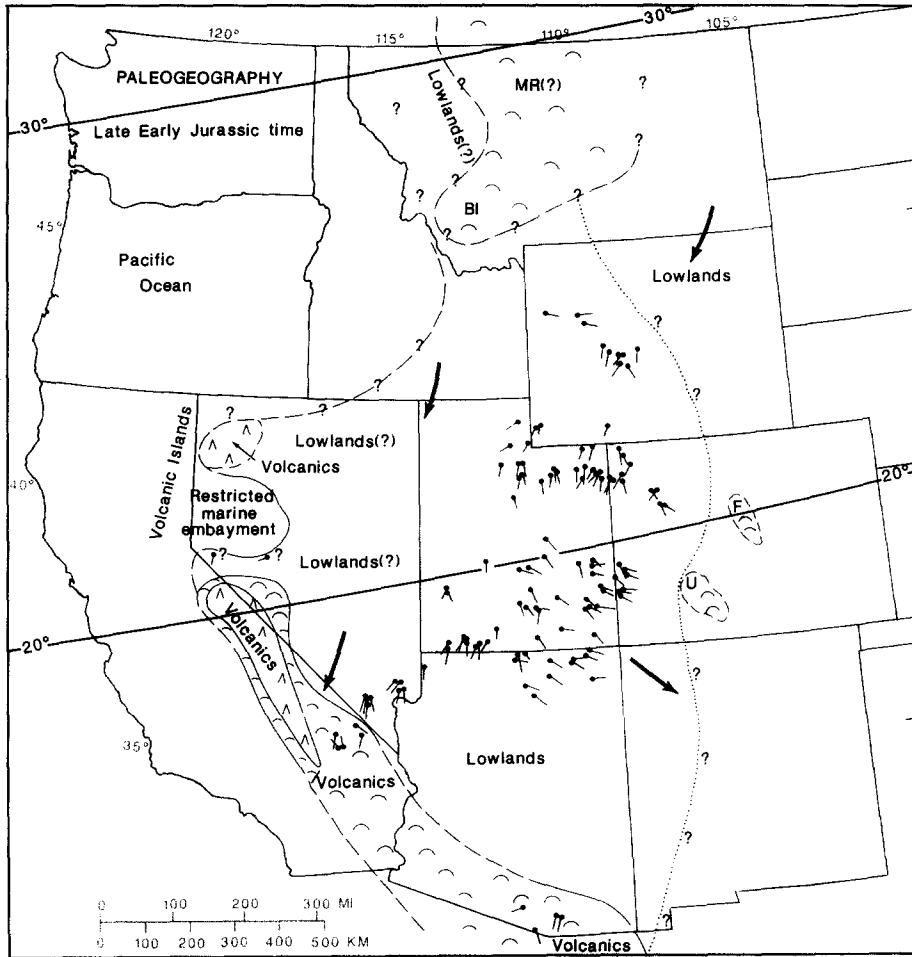 120°
115°
110°
30°
105°
PALEOGEOGRAPHY
Late Early Jurassic time
30°
Lowlands(?)
MR(?)
?
?
?
?
?
?
?
BI
?
?
?
45°
Pacific
Ocean
Lowlands
?
?
?
?
?
?
Volcanic Islands
Lowlands(?)
Volcanics
40°
Restricted
marine
embayment
20°
F
?
?
Lowlands(?)
U
Volcanics
20°
?
35°
Lowlands
?
Volcanics
?
0 100 200 300 MI
0 100 200 300 400 500 KM
?
Volcanics